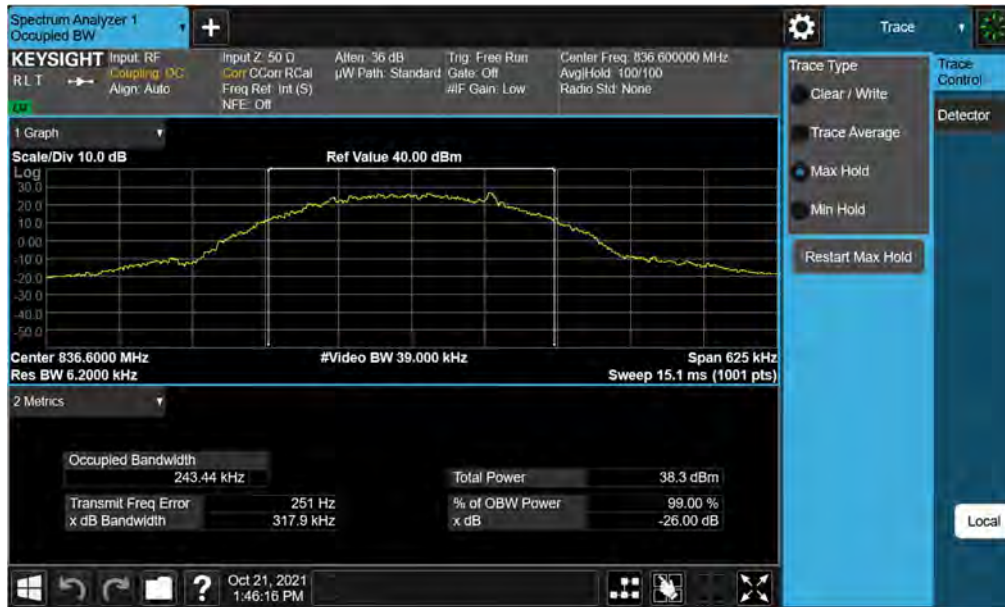 Spectrum Analyzer 1
Occupied BW
+
Trace
KEYSIGHT
Input: RF
Coupling: DC
Align: Auto
RLT
LU
Input Z: 50 Ω
Corr CCorr RCal
Freq Ref: Int (S)
NFE: Off
Atten: 36 dB
µW Path: Standard
Trig: Free Run
Gate: Off
#IF Gain: Low
Center Freq: 836.600000 MHz
Avg|Hold: 100/100
Radio Std: None
Trace Type
Clear / Write
Trace Average
Max Hold
Min Hold
Restart Max Hold
Trace
Control
Detector
Local
1 Graph
Scale/Div 10.0 dB
Ref Value 40.00 dBm
Log
30.0
20.0
10.0
0.00
-10.0
-20.0
-30.0
-40.0
-50.0
Center 836.6000 MHz
#Video BW 39.000 kHz
Span 625 kHz
Res BW 6.2000 kHz
Sweep 15.1 ms (1001 pts)
2 Metrics
Occupied Bandwidth
243.44 kHz
Total Power 38.3 dBm
Transmit Freq Error 251 Hz
% of OBW Power 99.00 %
x dB Bandwidth 317.9 kHz
x dB -26.00 dB
?
Oct 21, 2021
1:46:16 PM